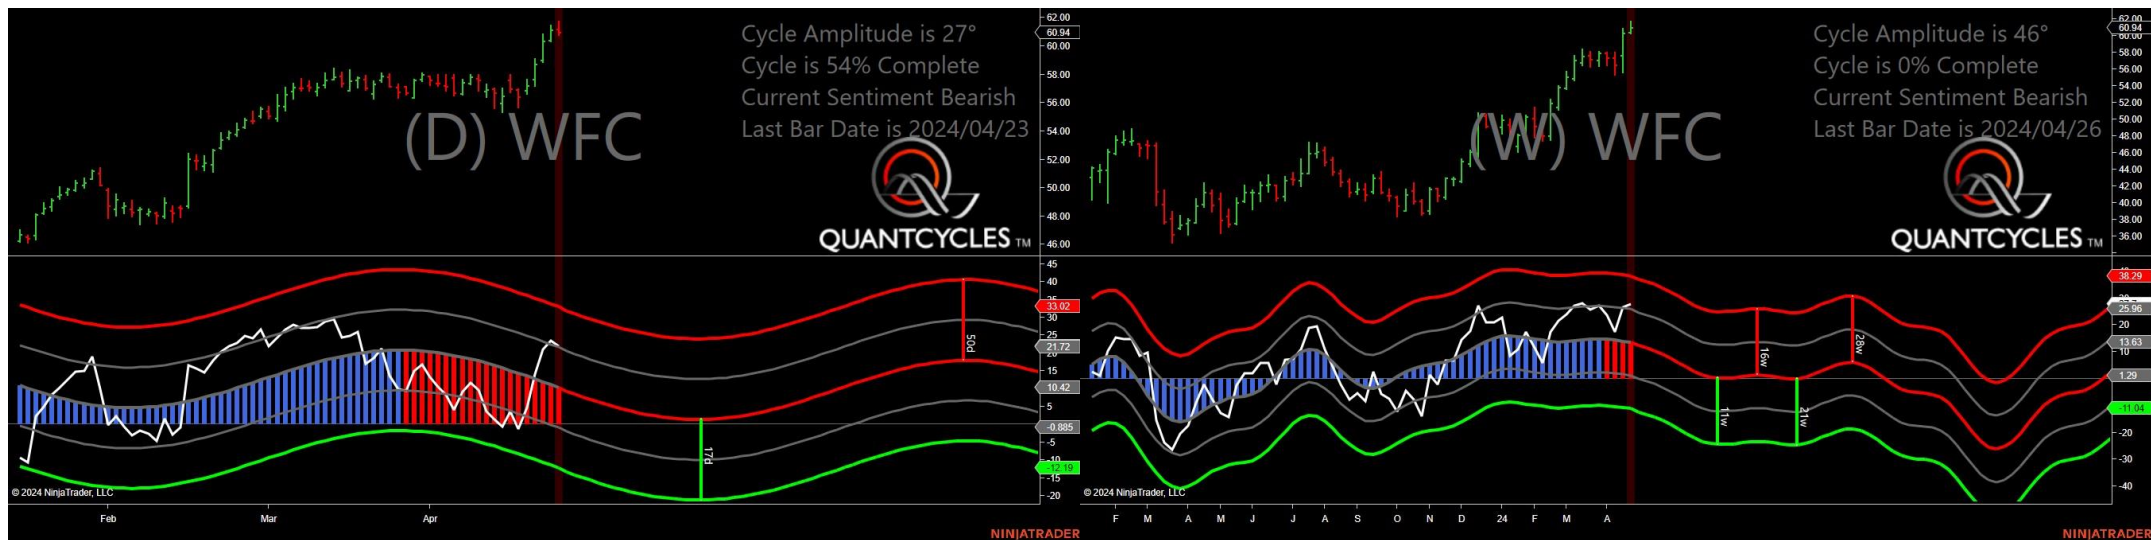 Cycle Amplitude is 27°
Cycle is 54% Complete
Current Sentiment Bearish
Last Bar Date is 2024/04/23
(D) WFC
QUANTCYCLES TM
62.00
60.94
60.00
58.00
56.00
54.00
52.00
50.00
48.00
46.00
45
40
33.02
30
25
21.72
15
10.42
5
-0.885
-5
-12.19
-15
-20
50d
17d
© 2024 NinjaTrader, LLC
Feb Mar Apr
NINJATRADER
Cycle Amplitude is 46°
Cycle is 0% Complete
Current Sentiment Bearish
Last Bar Date is 2024/04/26
(W) WFC
QUANTCYCLES TM
62.00
60.94
60.00
58.00
56.00
54.00
52.00
50.00
48.00
46.00
44.00
42.00
40.00
38.00
36.00
38.29
25.96
20
13.63
10
1.29
-11.04
-20
-30
-40
16w
28w
11w
21w
© 2024 NinjaTrader, LLC
F M A M J J A S O N D 24 F M A
NINJATRADER